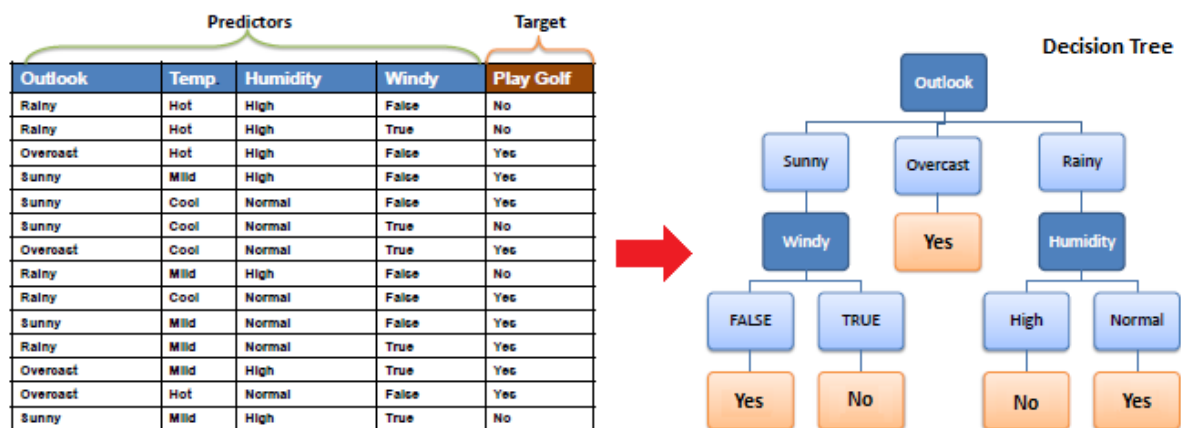 Predictors Target
Outlook Temp. Humidity Windy Play Golf
Rainy Hot High False No
Rainy Hot High True No
Overcast Hot High False Yes
Sunny Mild High False Yes
Sunny Cool Normal False Yes
Sunny Cool Normal True No
Overcast Cool Normal True Yes
Rainy Mild High False No
Rainy Cool Normal False Yes
Sunny Mild Normal False Yes
Rainy Mild Normal True Yes
Overcast Mild High True Yes
Overcast Hot Normal False Yes
Sunny Mild High True No
Decision Tree
Outlook
Sunny Overcast Rainy
Windy Yes Humidity
FALSE TRUE High Normal
Yes No No Yes